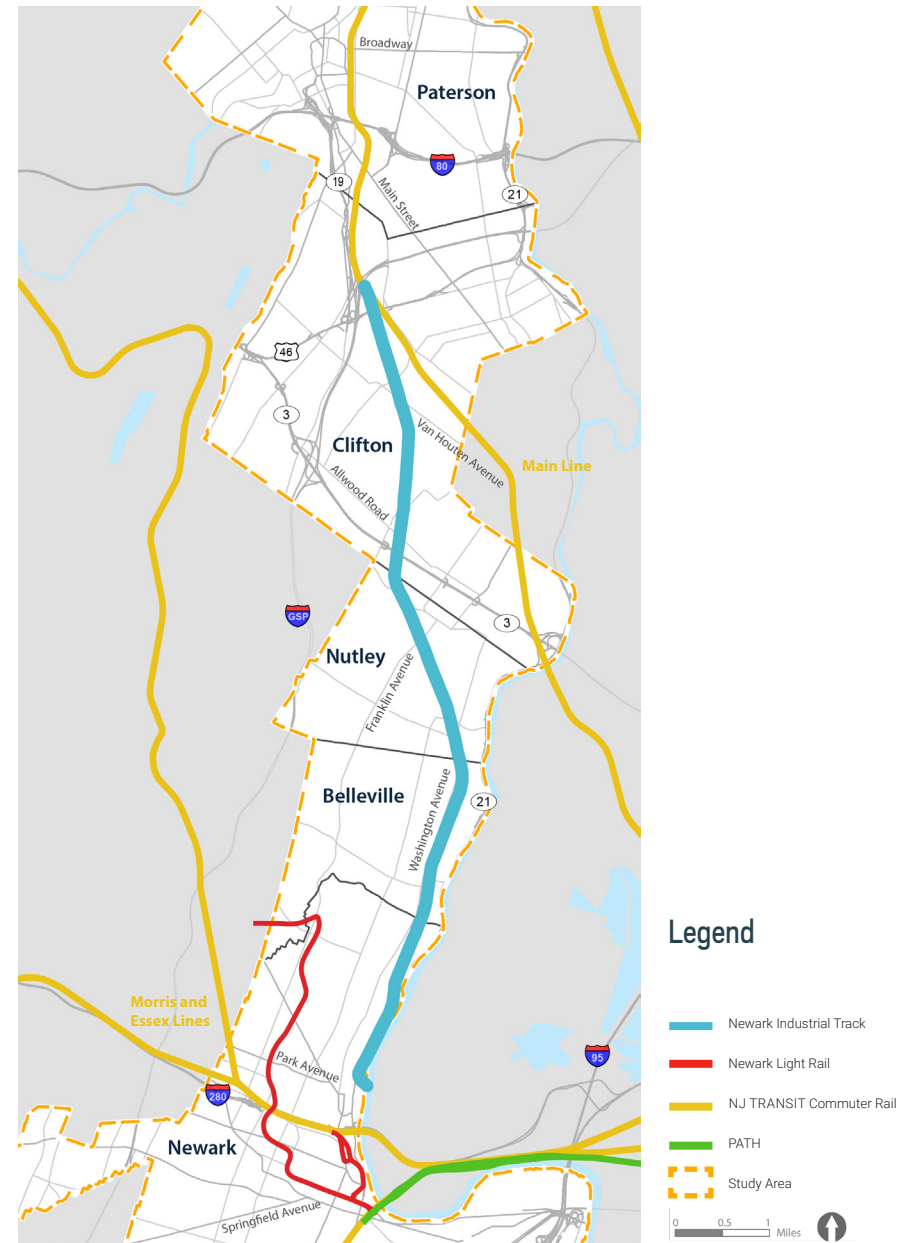 Broadway
Paterson
80
19
21
Main Street
46
3
Clifton
Van Houten Avenue
Main Line
Allwood Road
GSP
3
Nutley
Franklin Avenue
Belleville
21
Washington Avenue
Legend
Morris and
Essex Lines
Newark Industrial Track
95
Park Avenue
Newark Light Rail
280
NJ TRANSIT Commuter Rail
Newark
PATH
Study Area
Springfield Avenue
0 0.5 1
Miles